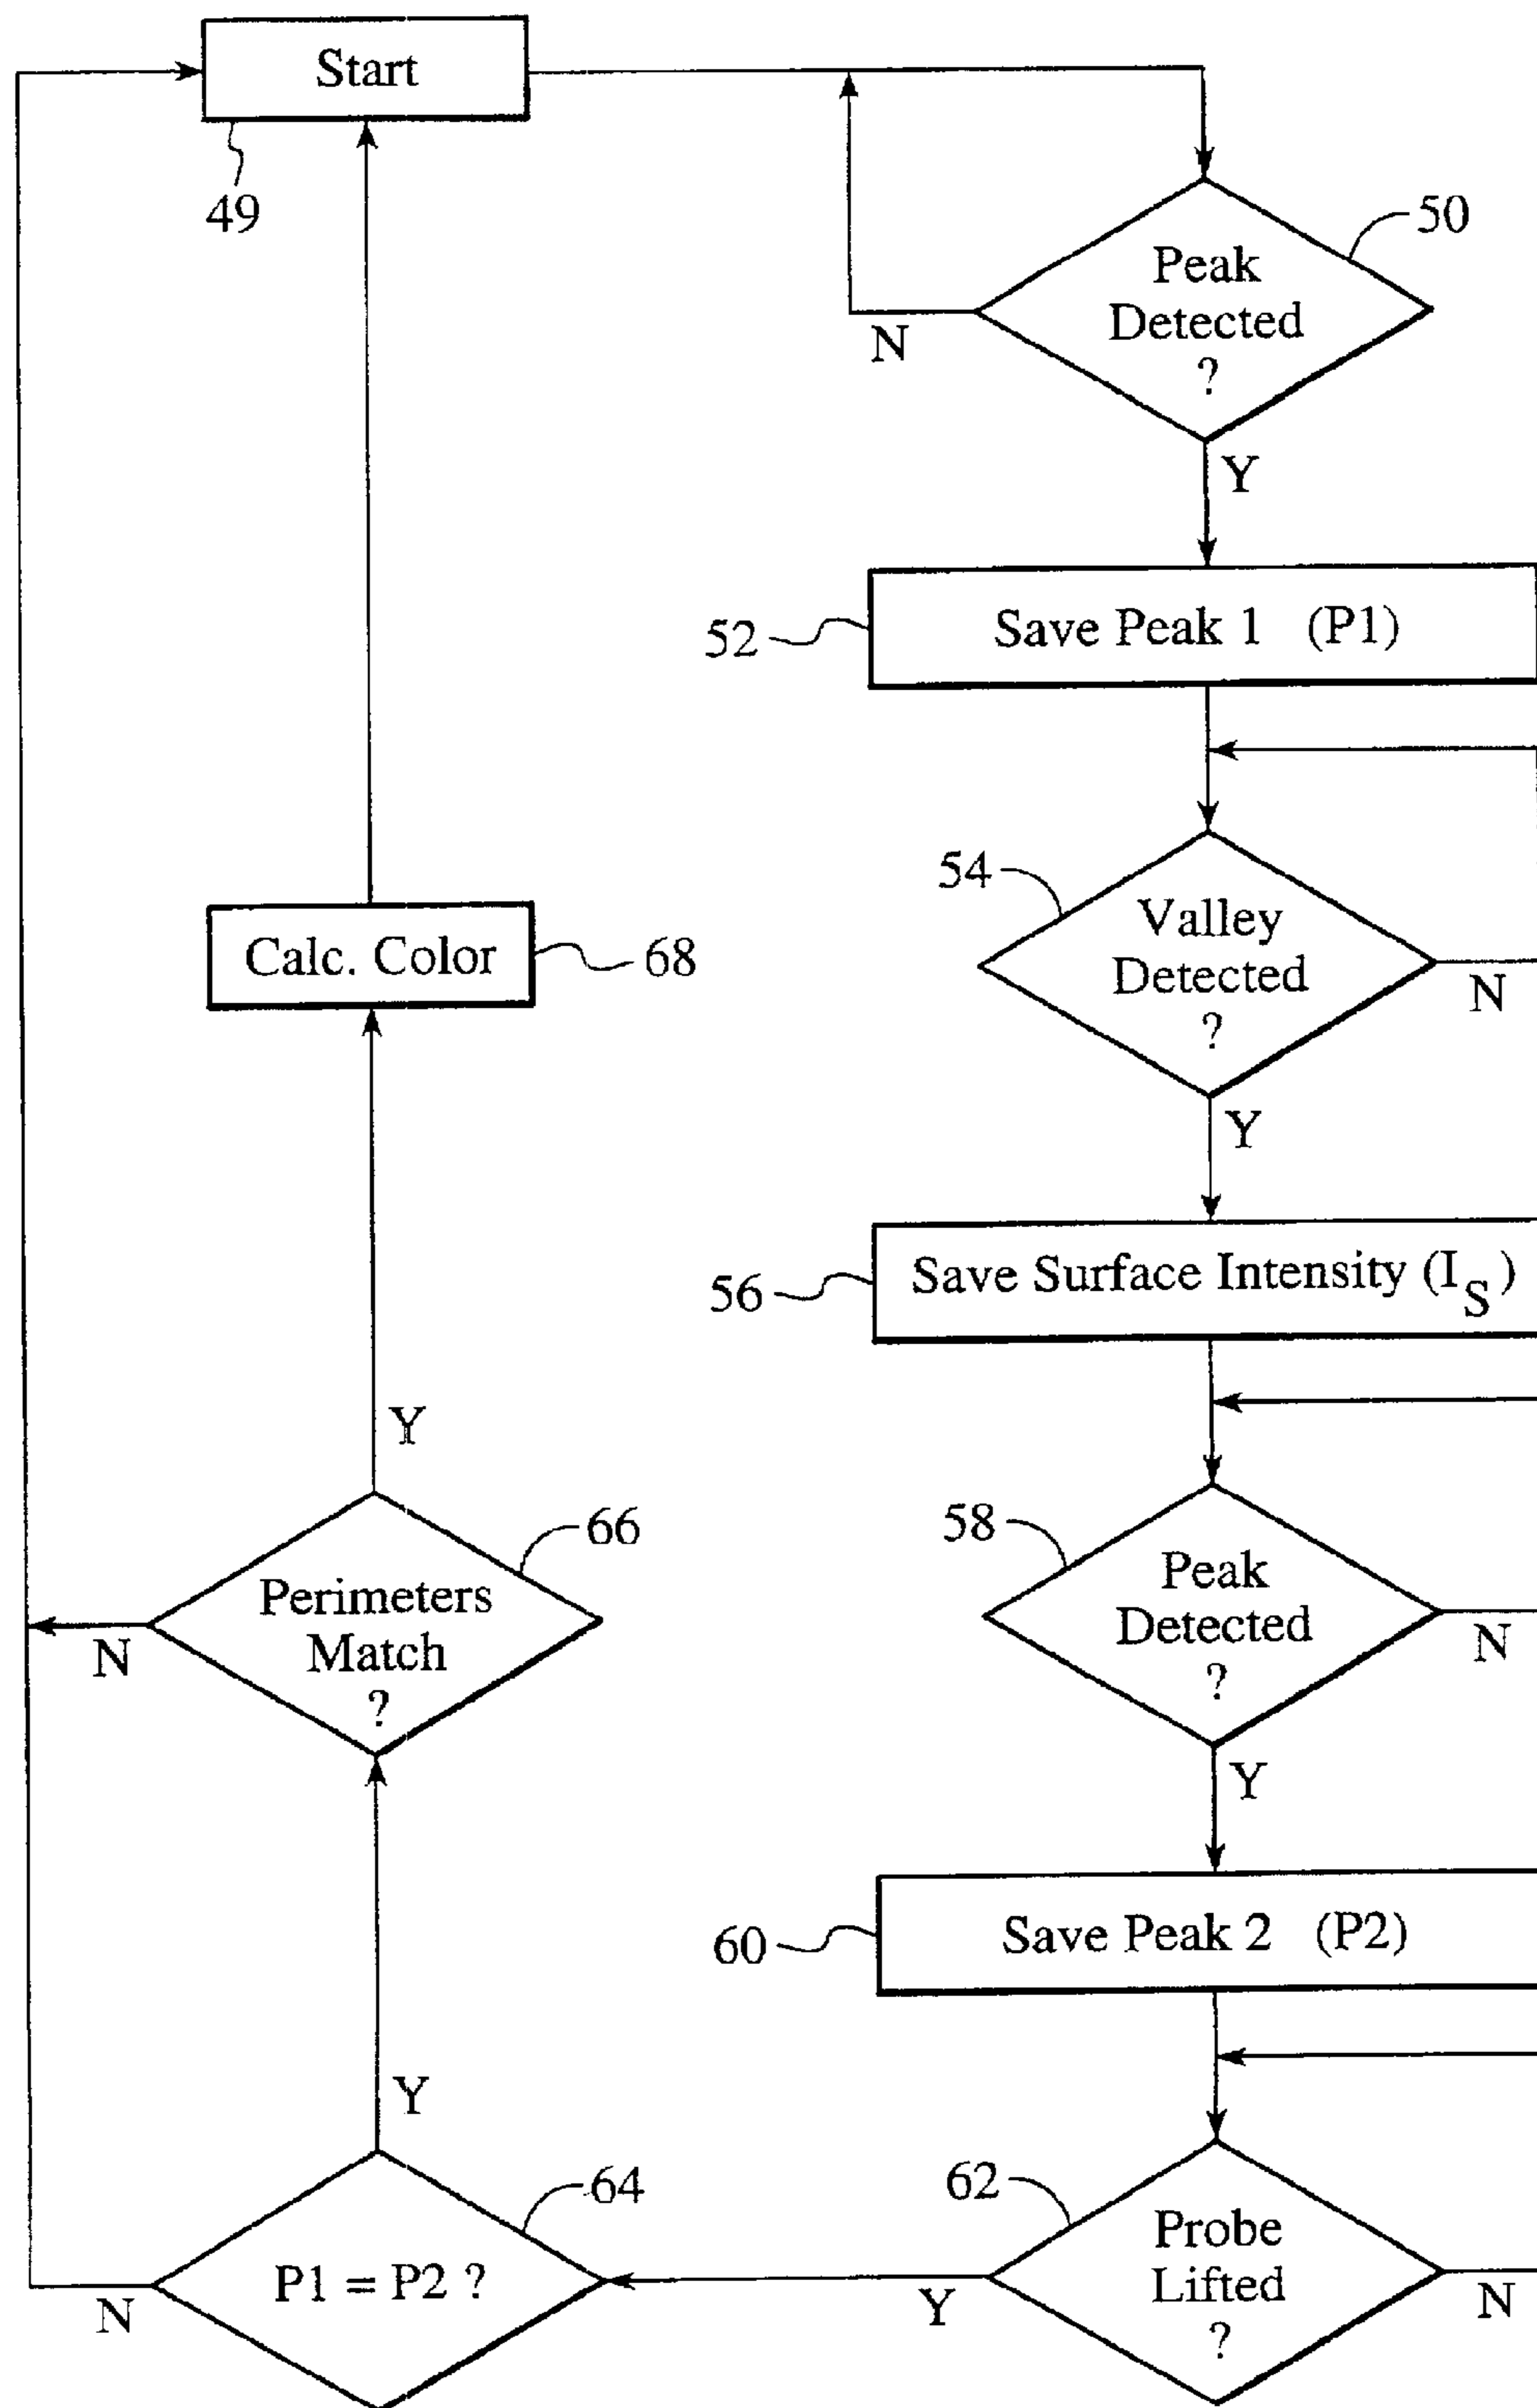 Start
49
Peak
Detected
?
50
N
Y
52
Save Peak 1 (P1)
54
Valley
Detected
?
N
Y
Calc. Color
68
56
Save Surface Intensity (I_S)
Y
58
Peak
Detected
?
N
Y
66
Perimeters
Match
?
N
60
Save Peak 2 (P2)
Y
62
Probe
Lifted
?
N
Y
64
P1 = P2 ?
N